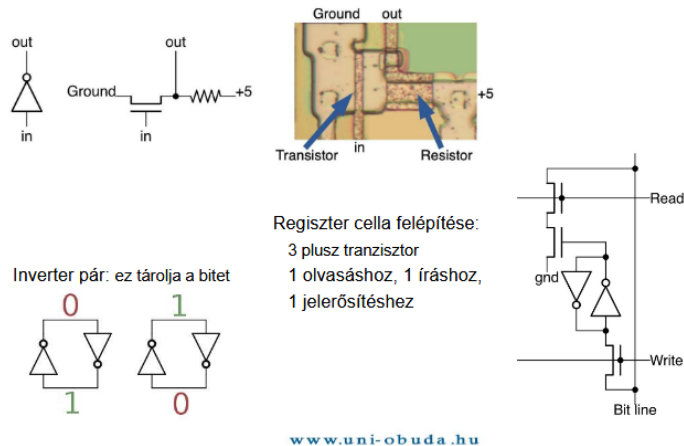 out
in
out
Ground
+5
in
Ground out
+5
Transistor
in
Resistor
Inverter pár: ez tárolja a bitet
0
1
1
0
Regiszter cella felépítése:
3 plusz tranzisztor
1 olvasáshoz, 1 íráshoz,
1 jelerősítéshez
Read
gnd
Write
Bit line
www.uni-obuda.hu